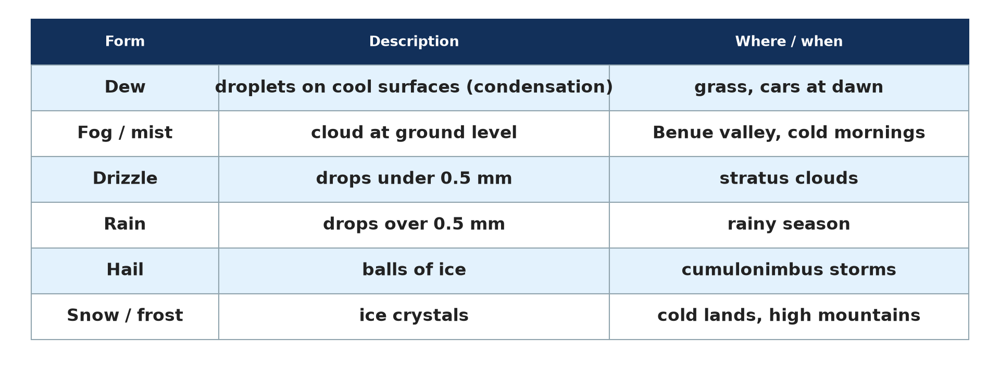 Form Description Where / when
Dew droplets on cool surfaces (condensation) grass, cars at dawn
Fog / mist cloud at ground level Benue valley, cold mornings
Drizzle drops under 0.5 mm stratus clouds
Rain drops over 0.5 mm rainy season
Hail balls of ice cumulonimbus storms
Snow / frost ice crystals cold lands, high mountains